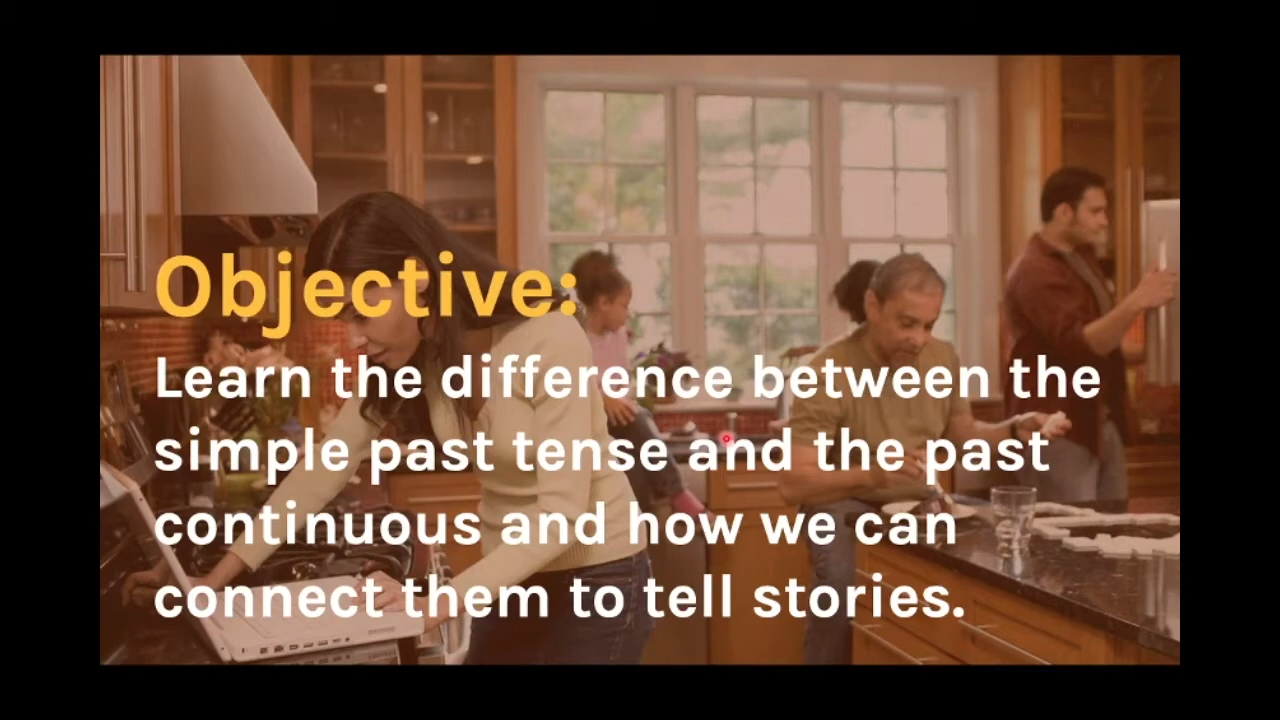 Objective:
Learn the difference between the
simple past tense and the past
continuous and how we can
connect them to tell stories.